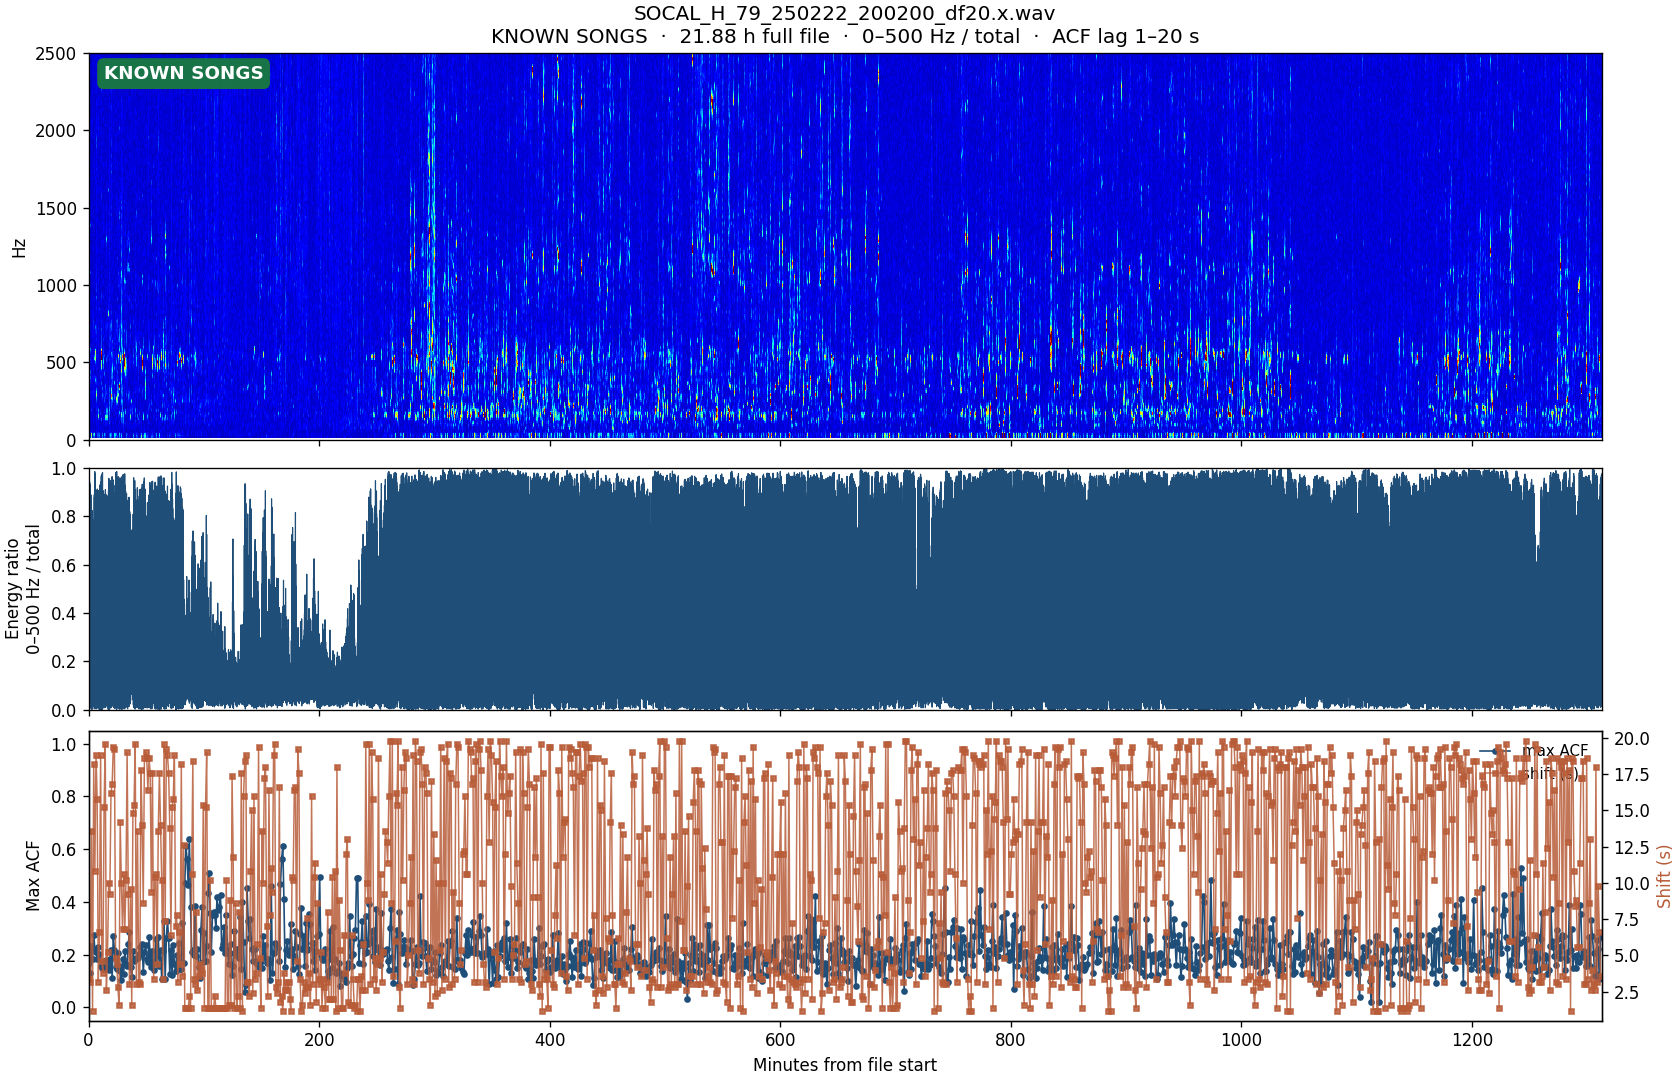 SOCAL_H_79_250222_200200_df20.x.wav
KNOWN SONGS · 21.88 h full file · 0–500 Hz / total · ACF lag 1–20 s
KNOWN SONGS
2500
2000
1500
1000
500
0
Hz
1.0
0.8
0.6
0.4
0.2
0.0
Energy ratio
0–500 Hz / total
max ACF
shift (s)
1.0
0.8
0.6
0.4
0.2
0.0
Max ACF
20.0
17.5
15.0
12.5
10.0
7.5
5.0
2.5
Shift (s)
0 200 400 600 800 1000 1200
Minutes from file start